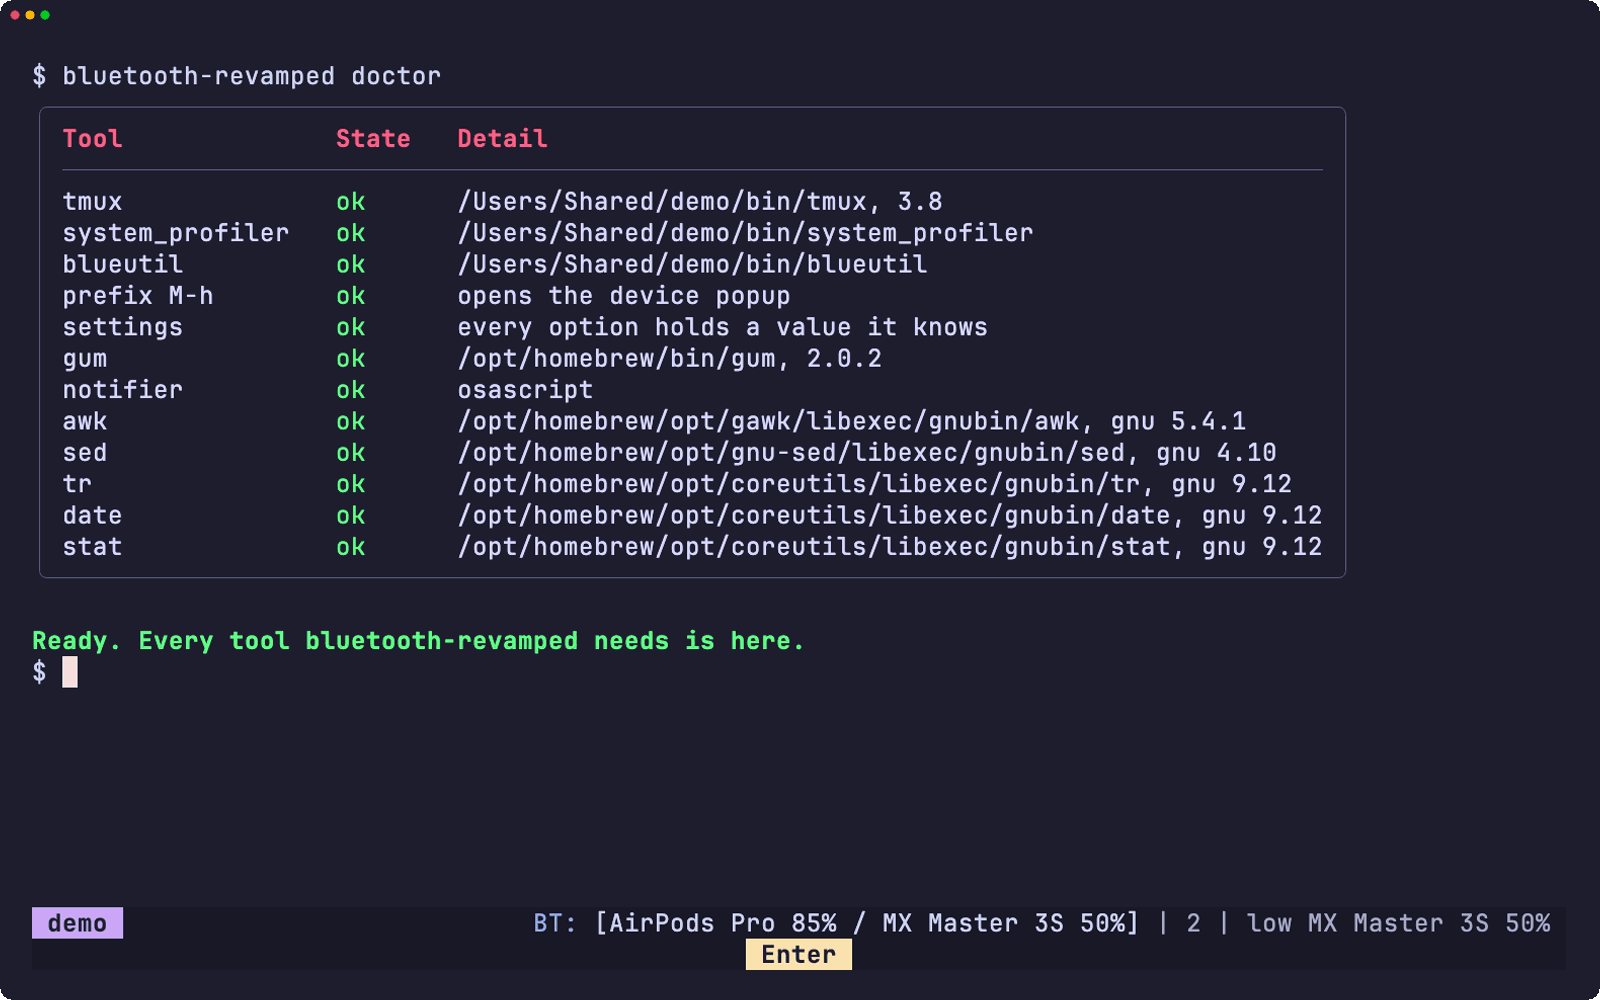 $ bluetooth-revamped doctor
Tool State Detail
tmux ok /Users/Shared/demo/bin/tmux, 3.8
system_profiler ok /Users/Shared/demo/bin/system_profiler
blueutil ok /Users/Shared/demo/bin/blueutil
prefix M-h ok opens the device popup
settings ok every option holds a value it knows
gum ok /opt/homebrew/bin/gum, 2.0.2
notifier ok osascript
awk ok /opt/homebrew/opt/gawk/libexec/gnubin/awk, gnu 5.4.1
sed ok /opt/homebrew/opt/gnu-sed/libexec/gnubin/sed, gnu 4.10
tr ok /opt/homebrew/opt/coreutils/libexec/gnubin/tr, gnu 9.12
date ok /opt/homebrew/opt/coreutils/libexec/gnubin/date, gnu 9.12
stat ok /opt/homebrew/opt/coreutils/libexec/gnubin/stat, gnu 9.12
Ready. Every tool bluetooth-revamped needs is here.
$
demo BT: [AirPods Pro 85% / MX Master 3S 50%] | 2 | low MX Master 3S 50%
Enter